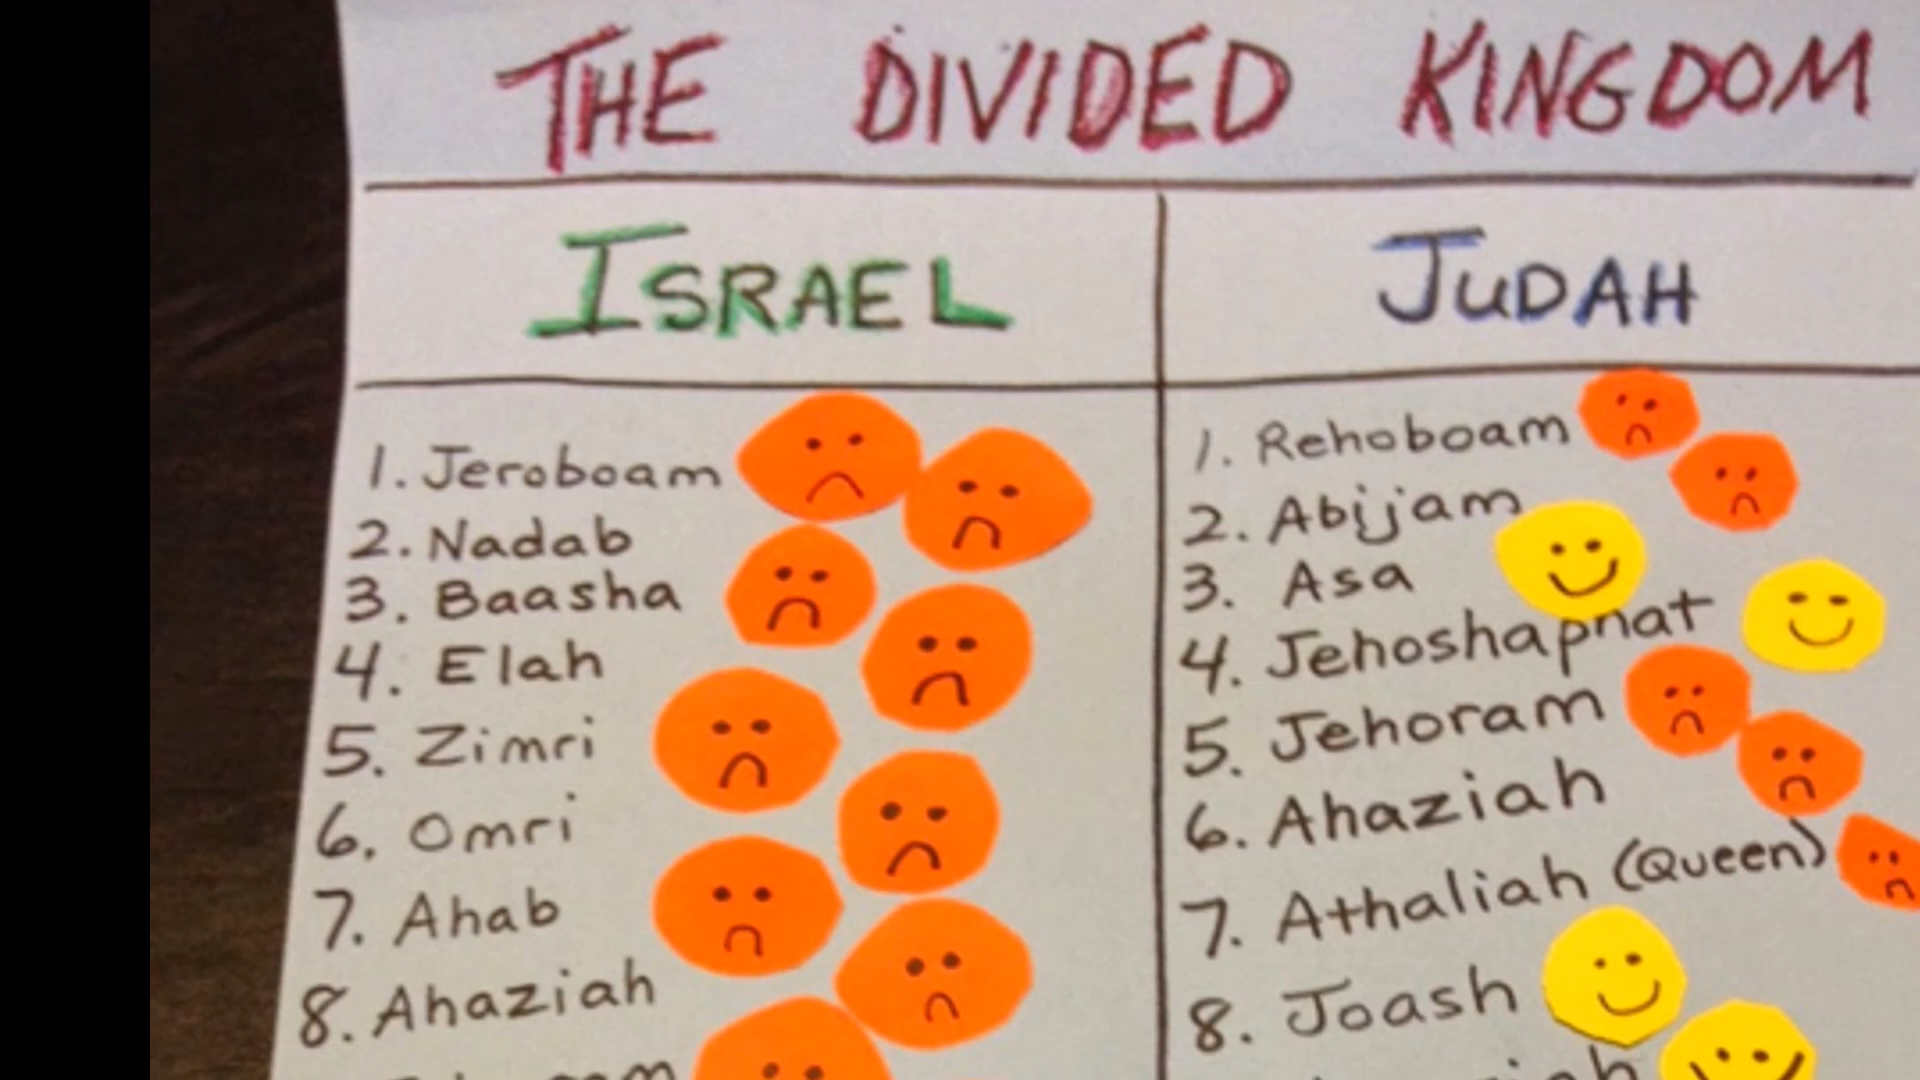 THE DIVIDED KINGDOM
ISRAEL
1. Jeroboam
2. Nadab
3. Baasha
4. Elah
5. Zimri
6. Omri
7. Ahab
8. Ahaziah
JUDAH
1. Rehoboam
2. Abijam
3. Asa
4. Jehoshaphat
5. Jehoram
6. Ahaziah
7. Athaliah (Queen)
8. Joash